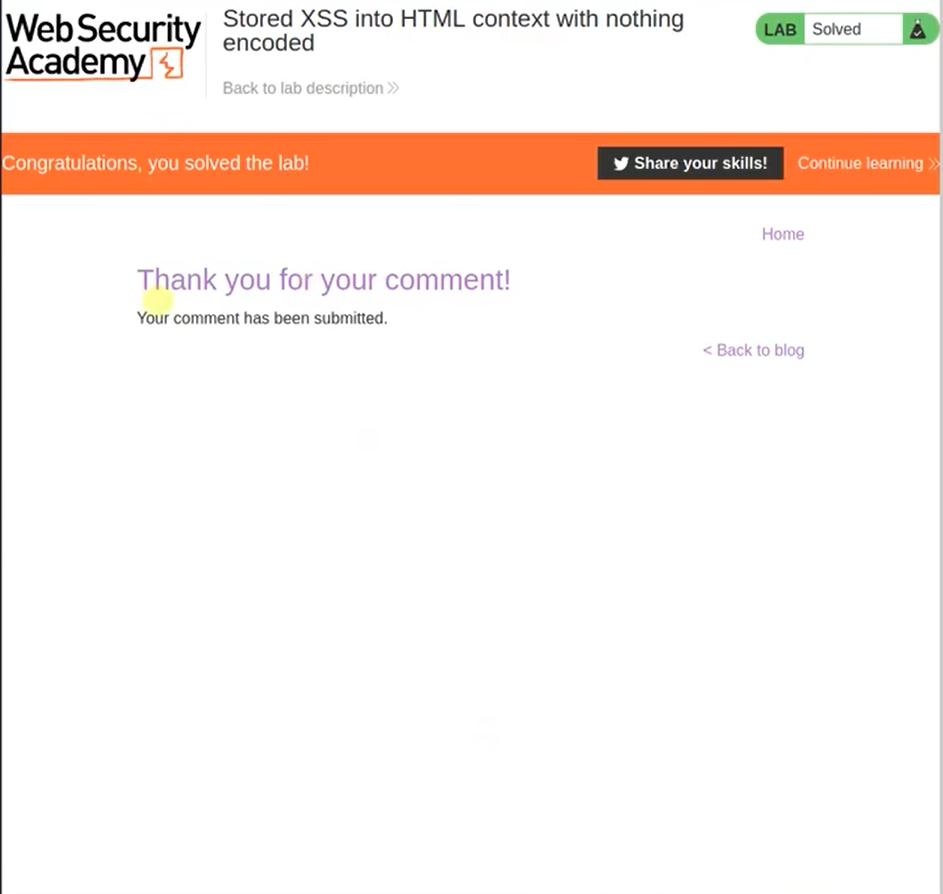 Web Security
Academy
Stored XSS into HTML context with nothing
encoded
Back to lab description
LAB Solved
Congratulations, you solved the lab!
Share your skills!
Continue learning
Home
Thank you for your comment!
Your comment has been submitted.
< Back to blog